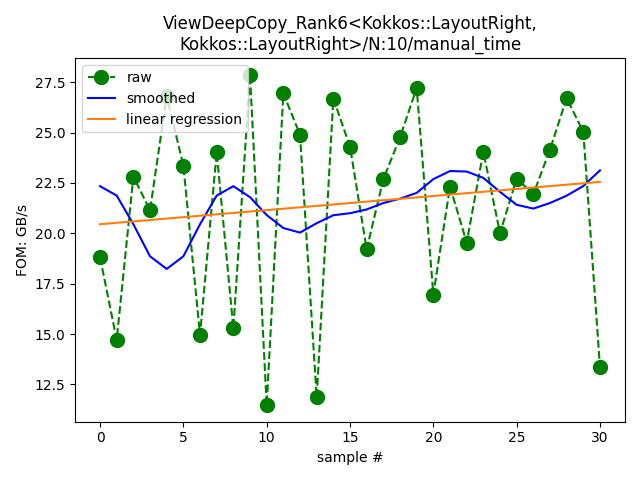 ViewDeepCopy_Rank6<Kokkos::LayoutRight,
Kokkos::LayoutRight>/N:10/manual_time
raw
smoothed
linear regression
FOM: GB/s
27.5
25.0
22.5
20.0
17.5
15.0
12.5
0
5
10
15
20
25
30
sample #